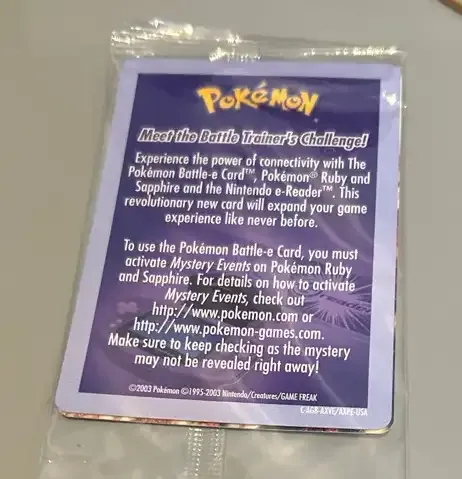 POKéMON
Meet the Battle Trainer's Challenge!
Experience the power of connectivity with The
Pokémon Battle-e Card™, Pokémon® Ruby and
Sapphire and the Nintendo e-Reader™. This
revolutionary new card will expand your game
experience like never before.
To use the Pokémon Battle-e Card, you must
activate Mystery Events on Pokémon Ruby
and Sapphire. For details on how to activate
Mystery Events, check out
http://www.pokemon.com or
http://www.pokemon-games.com.
Make sure to keep checking as the mystery
may not be revealed right away!
©2003 Pokémon ©1995-2003 Nintendo/Creatures/GAME FREAK
L-AGB-AXVE/AXPE-USA